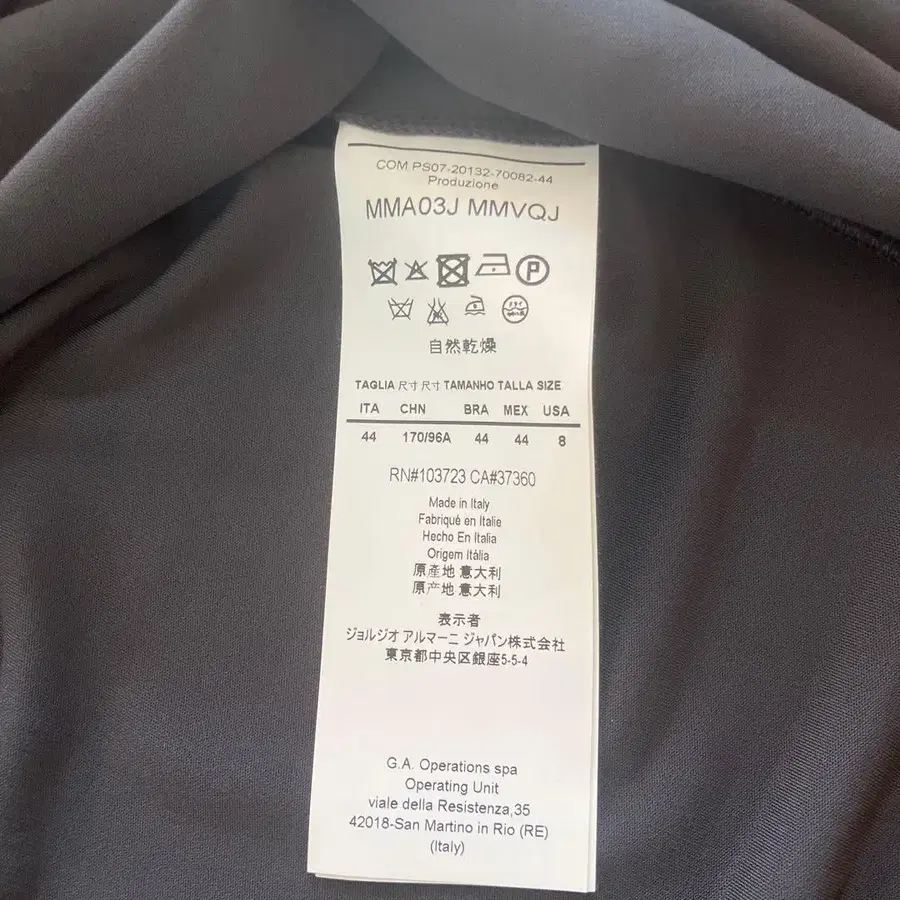 COM PS07-20132-70082-44
Produzione
MMA03J MMVQJ
P
ドライ
自然乾燥
TAGLIA 尺寸 尺寸 TAMANHO TALLA SIZE
ITA CHN BRA MEX USA
44 170/96A 44 44 8
RN#103723 CA#37360
Made in Italy
Fabriqué en Italie
Hecho En Italia
Origem Itália
原產地 意大利
原产地 意大利
表示者
ジョルジオ アルマーニ ジャパン株式会社
東京都中央区銀座5-5-4
G.A. Operations spa
Operating Unit
viale della Resistenza,35
42018-San Martino in Rio (RE)
(Italy)